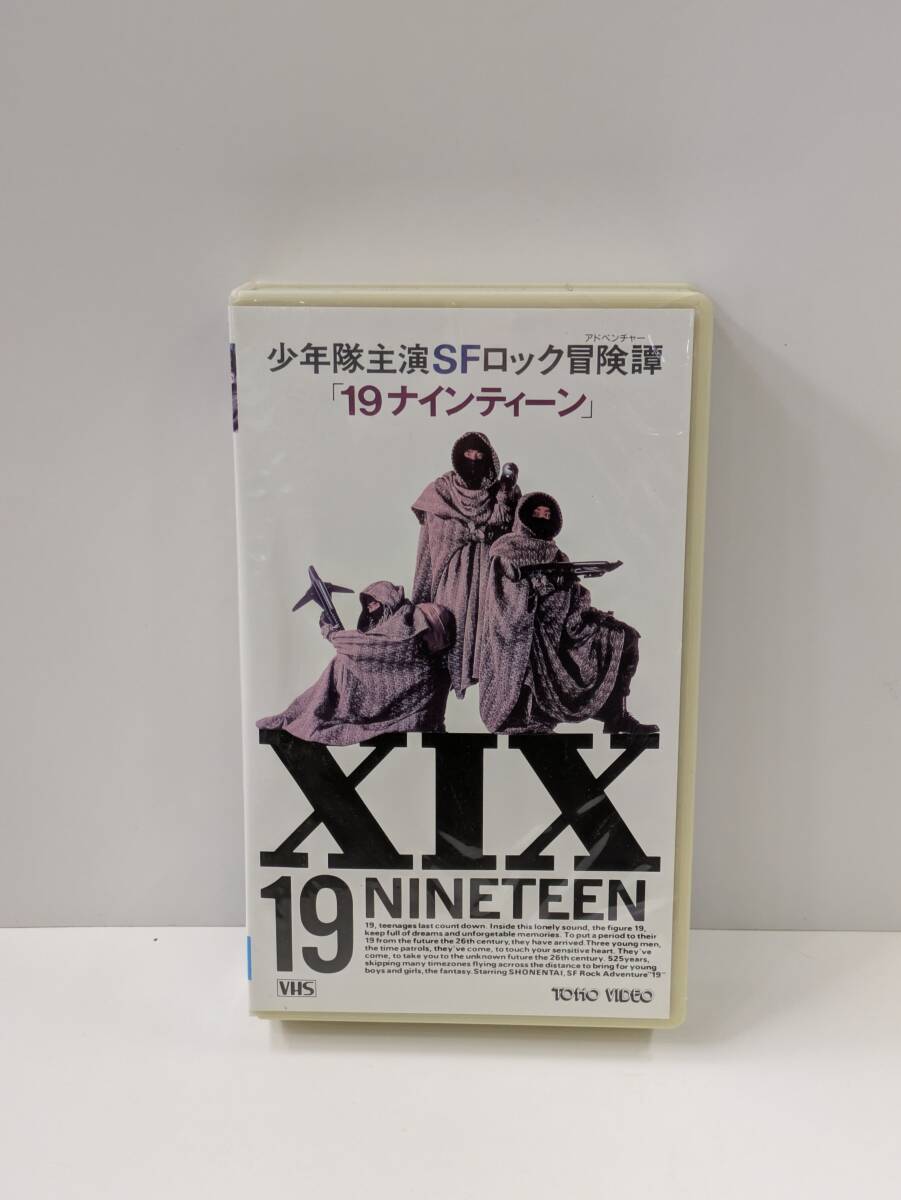 アドベンチャー
少年隊主演SFロック冒険譚
「19ナインティーン」
XIX
19 NINETEEN
19, teenages last count down. Inside this lonely sound, the figure 19,
keep full of dreams and unforgetable memories. To put a period to their
19 from the future the 26th century, they have arrived. Three young men,
the time patrols, they've come, to touch your sensitive heart. They've
come, to take you to the unknown future the 26th century. 525years,
skipping many timezones flying acrcoss the distance to bring for young
boys and girls, the fantasy. Starring SHONENTAI, SF Rock Adventure "19"
VHS
TOHO VIDEO